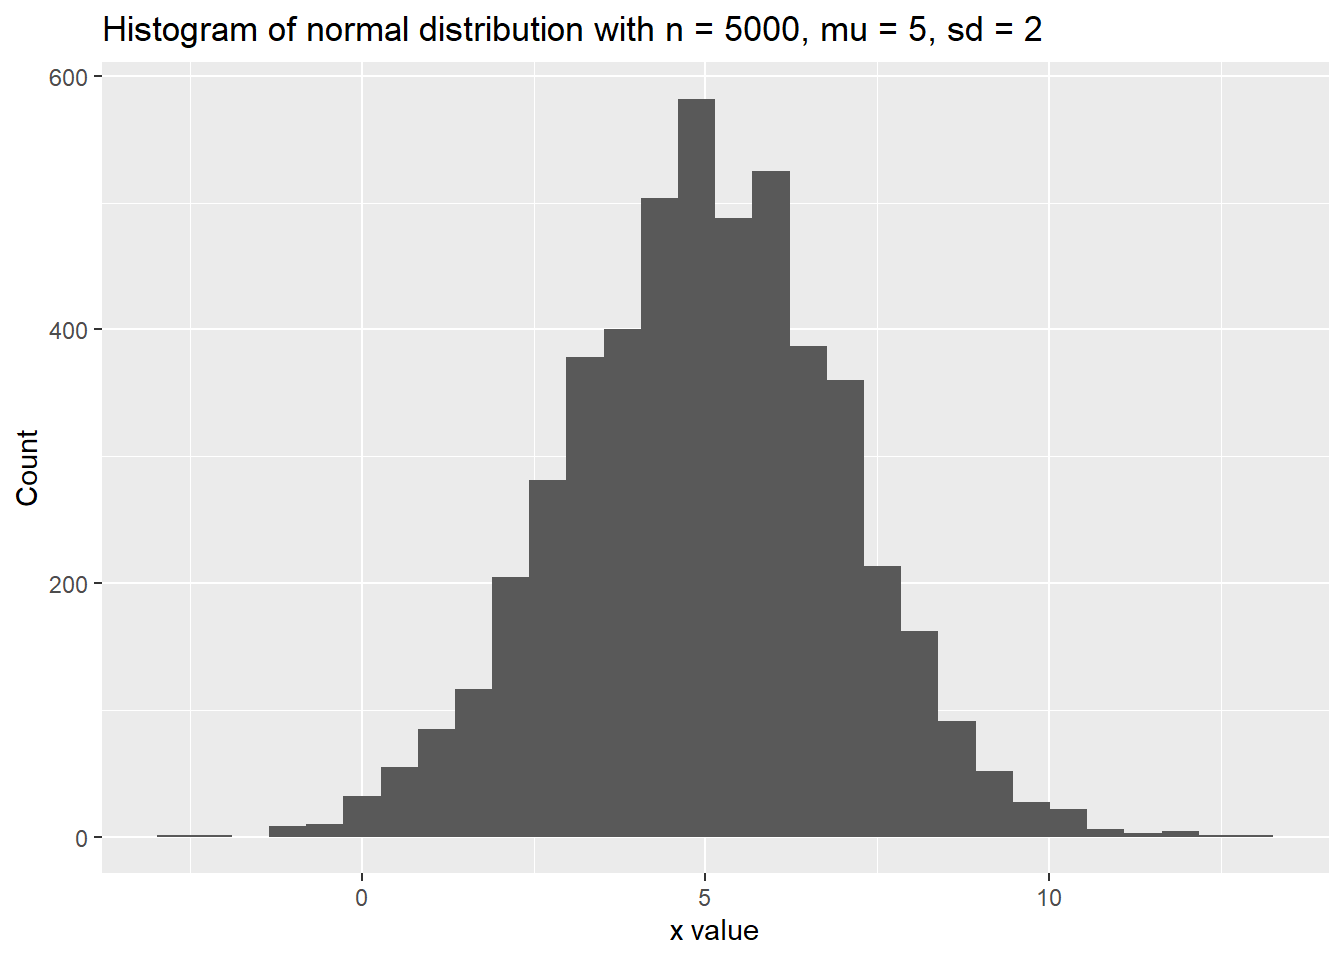 Histogram of normal distribution with n = 5000, mu = 5, sd = 2
600
400
200
0
Count
0 5 10
x value